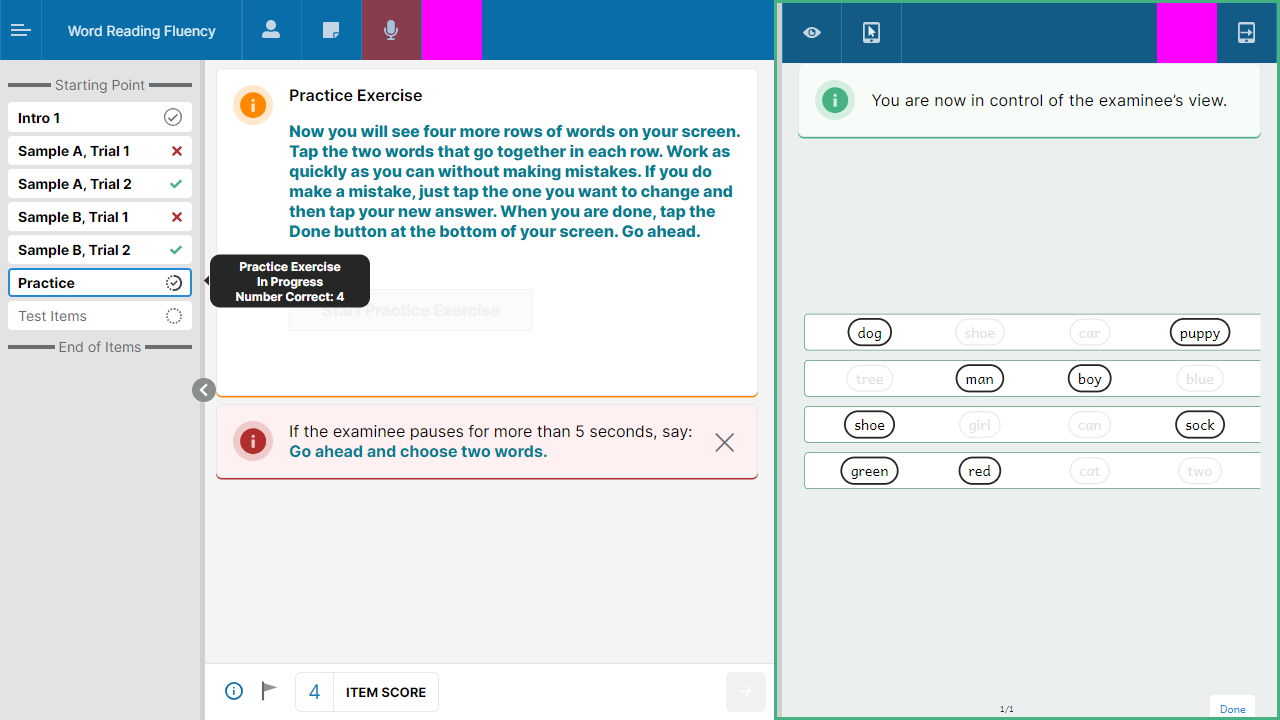 Word Reading Fluency
Starting Point
Intro 1
Sample A, Trial 1
Sample A, Trial 2
Sample B, Trial 1
Sample B, Trial 2
Practice
Test Items
End of Items
Practice Exercise
Now you will see four more rows of words on your screen.
Tap the two words that go together in each row. Work as
quickly as you can without making mistakes. If you do
make a mistake, just tap the one you want to change and
then tap your new answer. When you are done, tap the
Done button at the bottom of your screen. Go ahead.
Practice Exercise
In Progress
Number Correct: 4
Start Practice Exercise
If the examinee pauses for more than 5 seconds, say:
Go ahead and choose two words.
4 ITEM SCORE
You are now in control of the examinee's view.
dog shoe car puppy
tree man boy blue
shoe girl can sock
green red cat two
1/1
Done